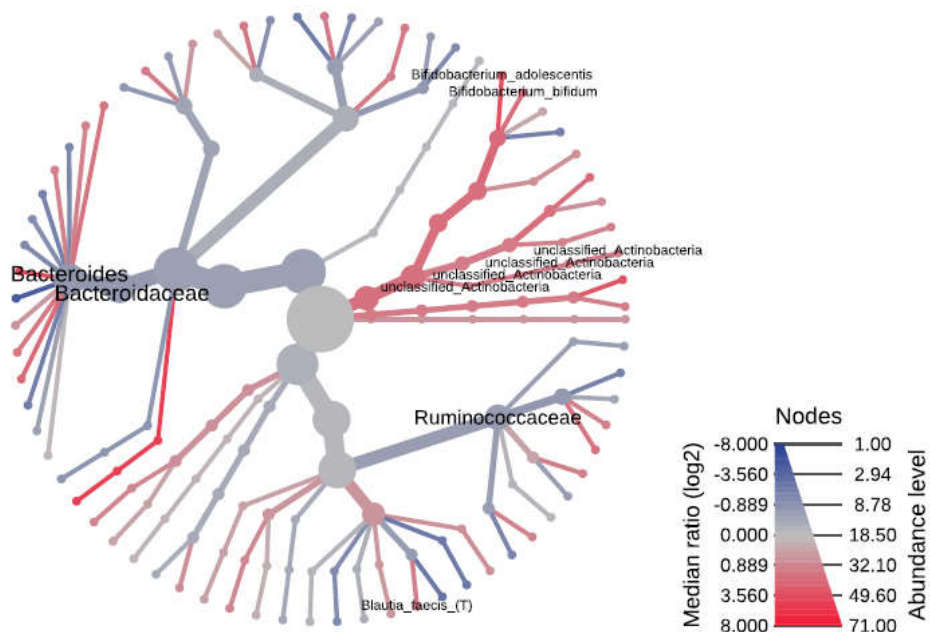 Bifidobacterium_adolescentis
Bifidobacterium_bifidum
unclassified_Actinobacteria
unclassified_Actinobacteria
unclassified_Actinobacteria
unclassified_Actinobacteria
Bacteroides
Bacteroidaceae
Ruminococcaceae
Blautia_faecis_(T)
Nodes
Median ratio (log2)
Abundance level
-8.000 1.00
-3.560 2.94
-0.889 8.78
0.000 18.50
0.889 32.10
3.560 49.60
8.000 71.00